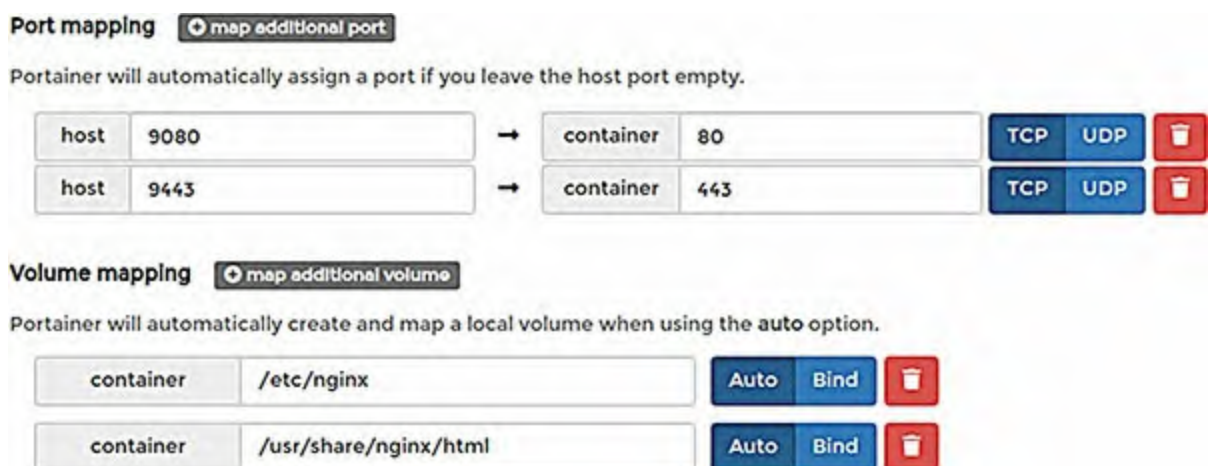 Port mapping map additional port
Portainer will automatically assign a port if you leave the host port empty.
host 9080 → container 80 TCP UDP
host 9443 → container 443 TCP UDP
Volume mapping map additional volume
Portainer will automatically create and map a local volume when using the auto option.
container /etc/nginx Auto Bind
container /usr/share/nginx/html Auto Bind